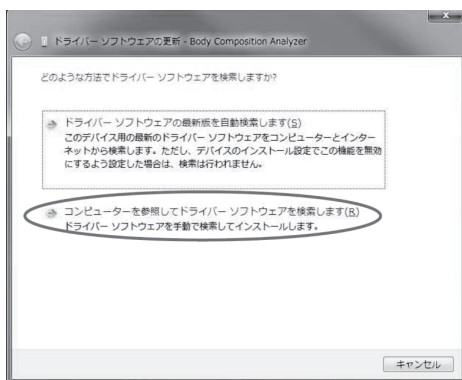 ドライバー ソフトウェアの更新 - Body Composition Analyzer
どのような方法でドライバー ソフトウェアを検索しますか?
ドライバー ソフトウェアの最新版を自動検索します(S)
このデバイス用の最新のドライバー ソフトウェアをコンピューターとインター
ネットから検索します。ただし、デバイスのインストール設定でこの機能を無効
にするよう設定した場合は、検索は行われません。
コンピューターを参照してドライバー ソフトウェアを検索します(R)
ドライバー ソフトウェアを手動で検索してインストールします。
キャンセル